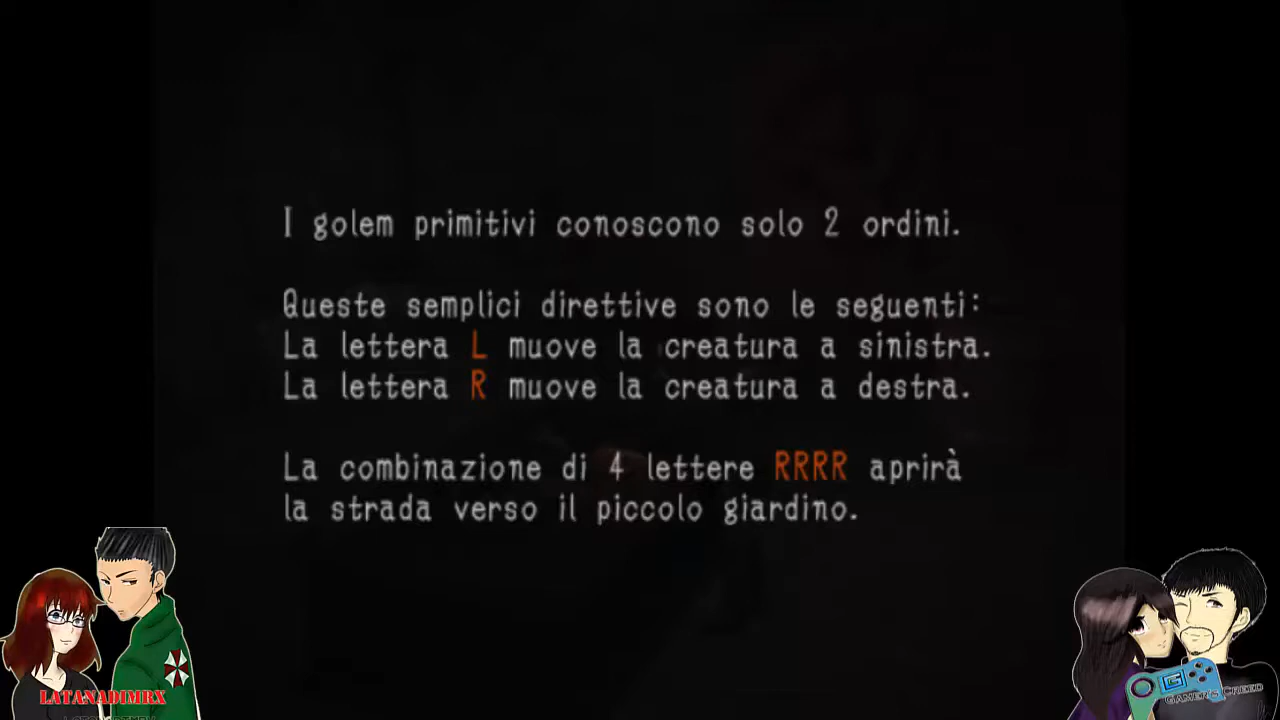 I golem primitivi conoscono solo 2 ordini.
Queste semplici direttive sono le seguenti:
La lettera L muove la creatura a sinistra.
La lettera R muove la creatura a destra.
La combinazione di 4 lettere RRRR aprirà
la strada verso il piccolo giardino.
LATANADIMRX
GAMER'S CREED